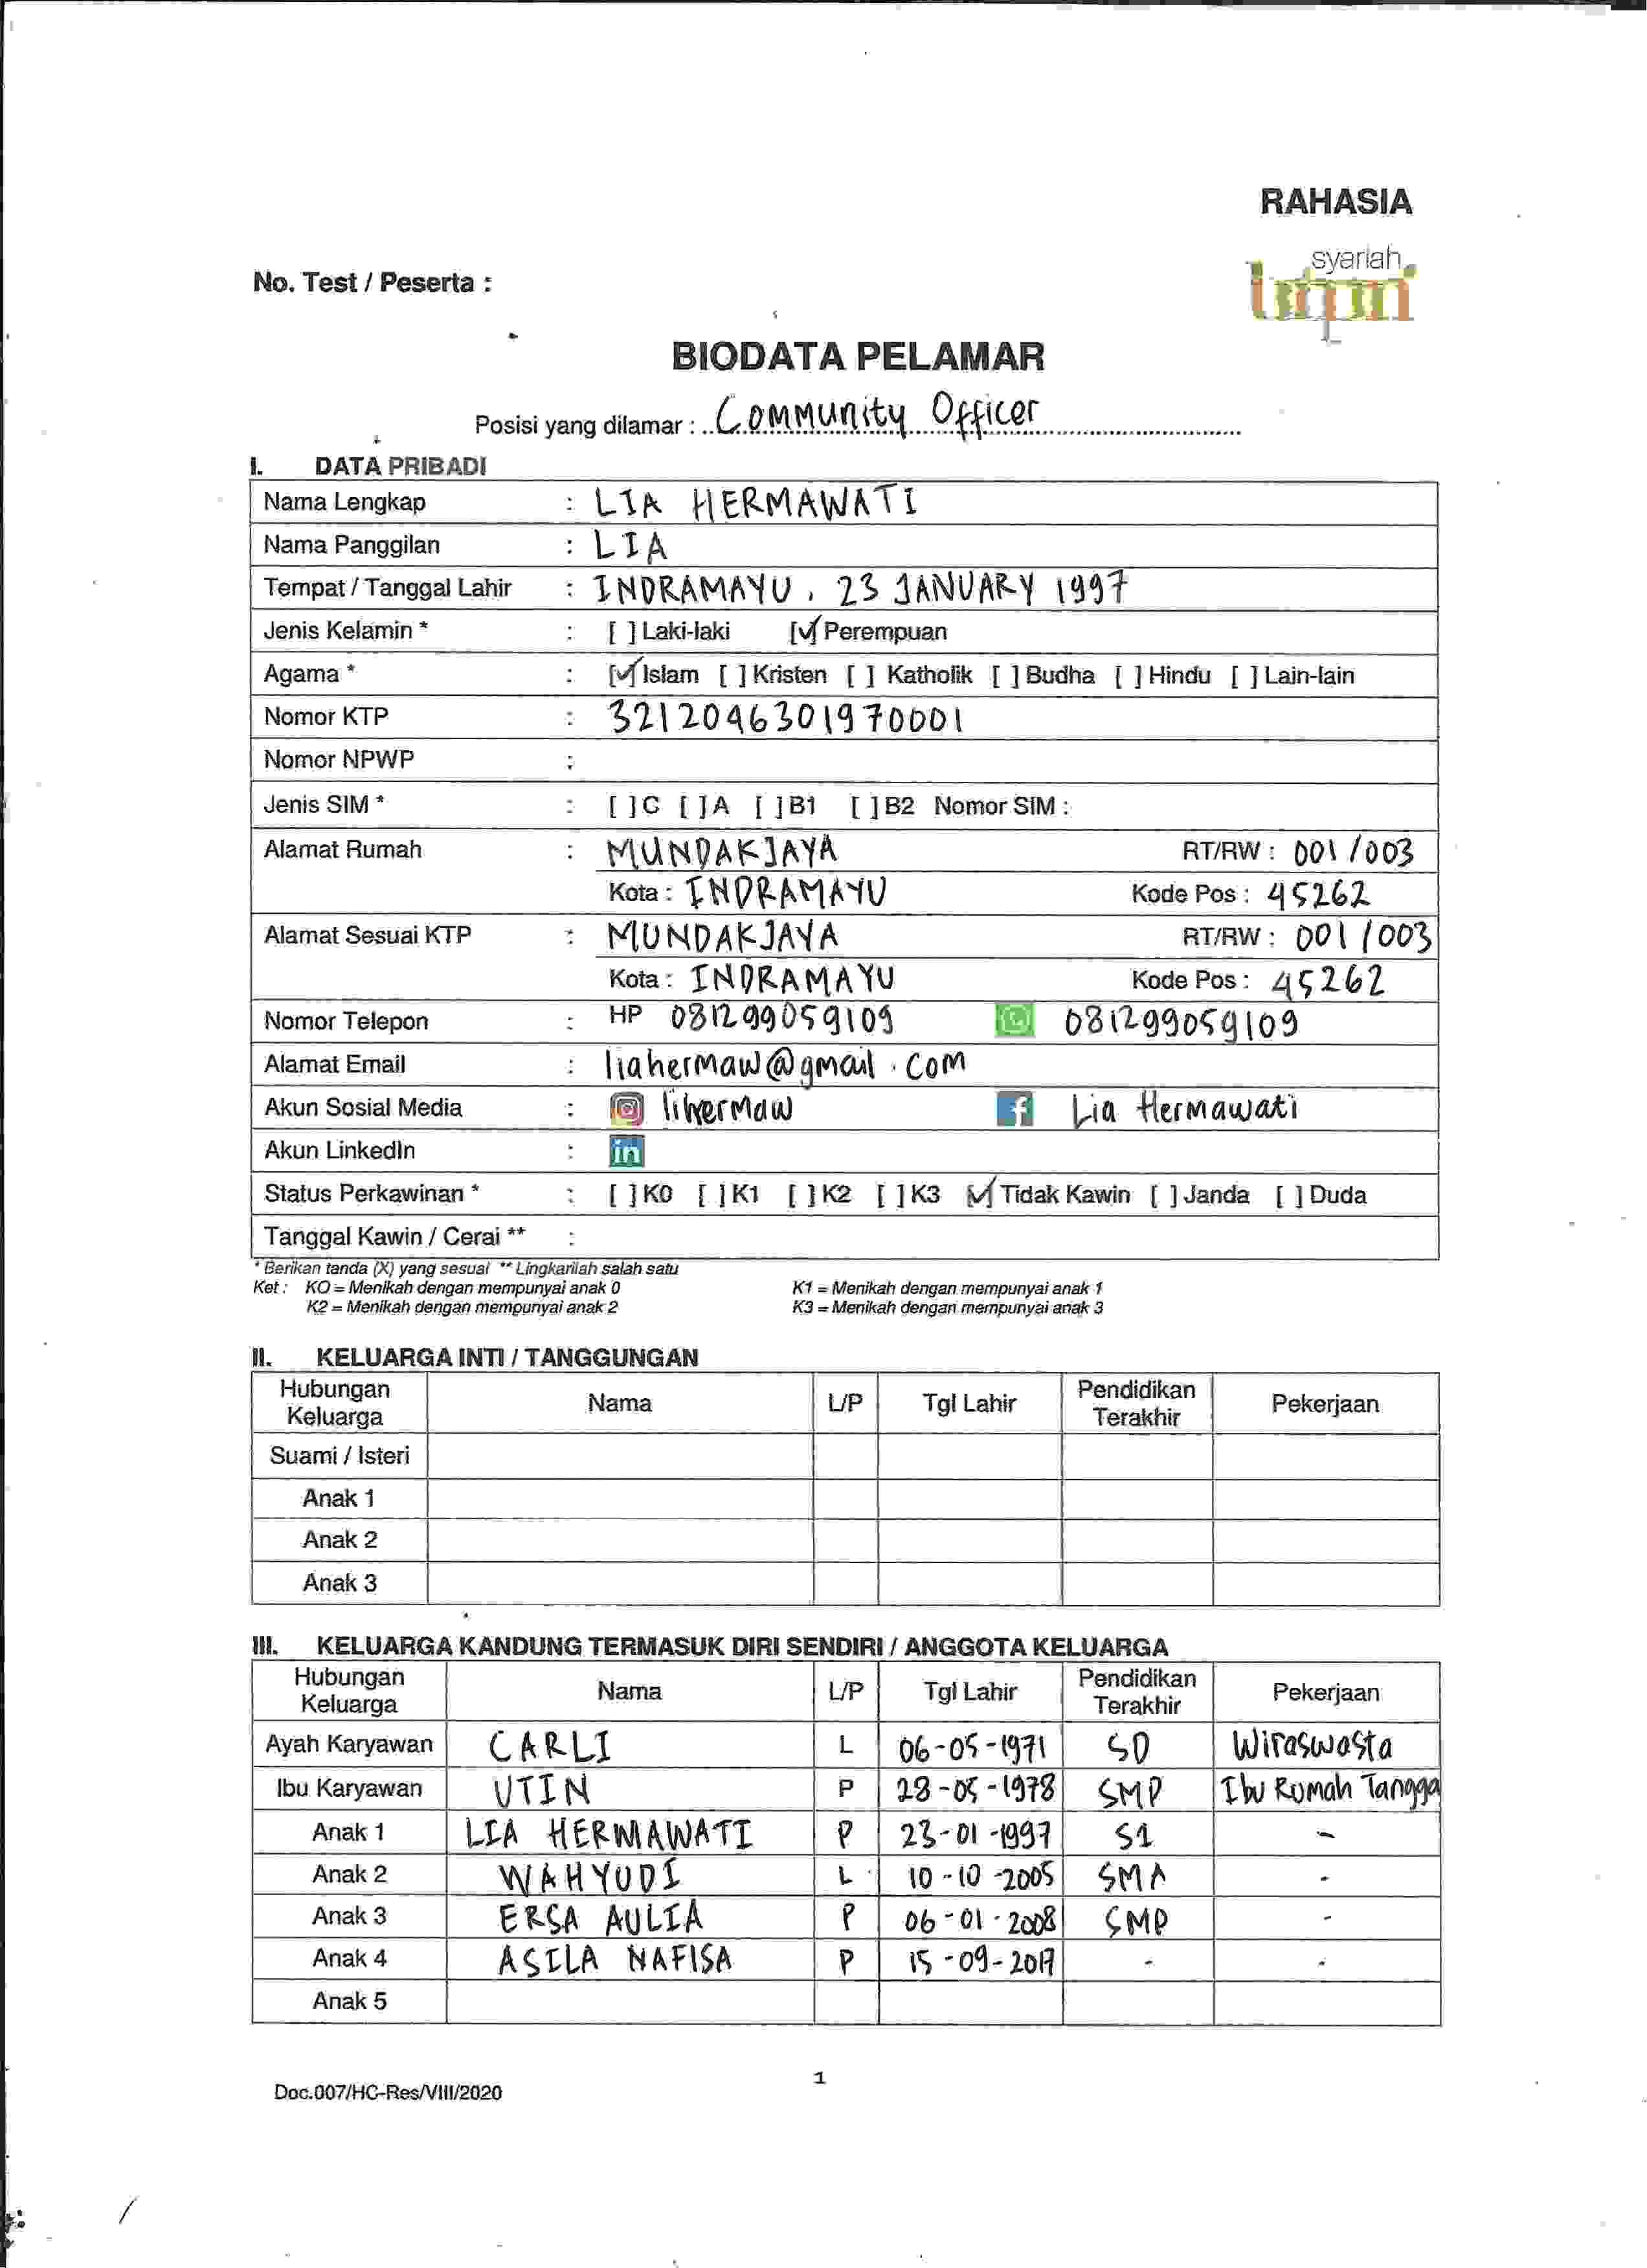 RAHASIA
syariah
btpn
No. Test / Peserta :
BIODATA PELAMAR
Posisi yang dilamar : Community Officer
I. DATA PRIBADI
Nama Lengkap : LIA HERMAWATI
Nama Panggilan : LIA
Tempat / Tanggal Lahir : INDRAMAYU, 23 JANUARY 1997
Jenis Kelamin * : [ ] Laki-laki [✓] Perempuan
Agama * : [✓] Islam [ ] Kristen [ ] Katholik [ ] Budha [ ] Hindu [ ] Lain-lain
Nomor KTP : 3212046301970001
Nomor NPWP :
Jenis SIM * : [ ] C [ ] A [ ] B1 [ ] B2 Nomor SIM :
Alamat Rumah : MUNDAKJAYA RT/RW : 001/003
Kota : INDRAMAYU Kode Pos : 45262
Alamat Sesuai KTP : MUNDAKJAYA RT/RW : 001/003
Kota : INDRAMAYU Kode Pos : 45262
Nomor Telepon : HP 081299059109 081299059109
Alamat Email : liahermaw@gmail.com
Akun Sosial Media : Lia Hermawati
Akun LinkedIn : in
Status Perkawinan * : [ ] K0 [ ] K1 [ ] K2 [ ] K3 [✓] Tidak Kawin [ ] Janda [ ] Duda
Tanggal Kawin / Cerai ** :
* Berikan tanda (X) yang sesuai ** Lingkarilah salah satu
Ket : KO = Menikah dengan mempunyai anak 0 K1 = Menikah dengan mempunyai anak 1
K2 = Menikah dengan mempunyai anak 2 K3 = Menikah dengan mempunyai anak 3
II. KELUARGA INTI / TANGGUNGAN
Hubungan Keluarga Nama L/P Tgl Lahir Pendidikan Terakhir Pekerjaan
Suami / Isteri
Anak 1
Anak 2
Anak 3
III. KELUARGA KANDUNG TERMASUK DIRI SENDIRI / ANGGOTA KELUARGA
Hubungan Keluarga Nama L/P Tgl Lahir Pendidikan Terakhir Pekerjaan
Ayah Karyawan CARLI L 06-05-1971 SD Wiraswasta
Ibu Karyawan UTIN P 28-05-1978 SMP Ibu Rumah Tangga
Anak 1 LIA HERMAWATI P 23-01-1997 S1 -
Anak 2 WAHYUDI L 10-10-2005 SMA -
Anak 3 ERSA AULIA P 06-01-2008 SMP -
Anak 4 ASILA NAFISA P 15-09-2017 - -
Anak 5
1
Doc.007/HC-Res/VIII/2020